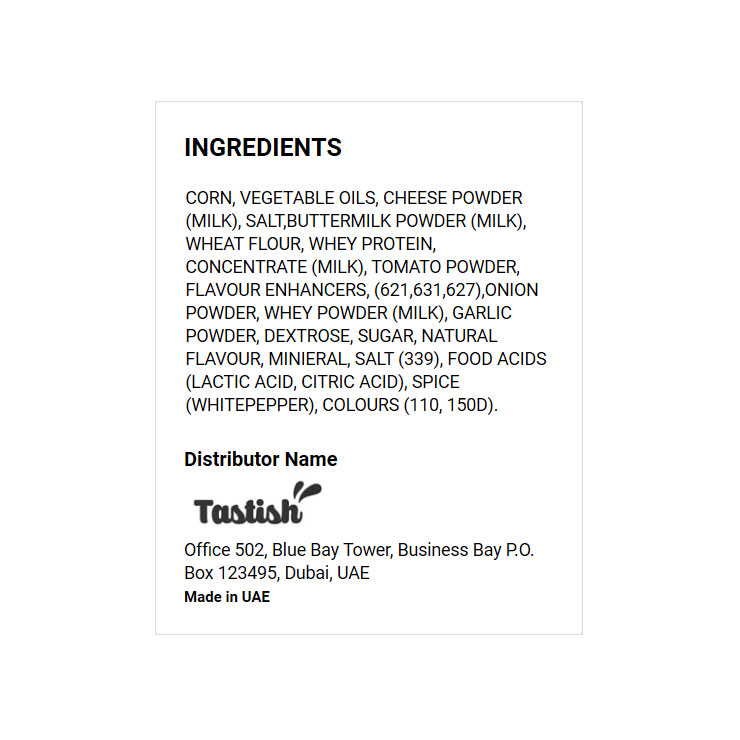 INGREDIENTS
CORN, VEGETABLE OILS, CHEESE POWDER
(MILK), SALT,BUTTERMILK POWDER (MILK),
WHEAT FLOUR, WHEY PROTEIN,
CONCENTRATE (MILK), TOMATO POWDER,
FLAVOUR ENHANCERS, (621,631,627),ONION
POWDER, WHEY POWDER (MILK), GARLIC
POWDER, DEXTROSE, SUGAR, NATURAL
FLAVOUR, MINIERAL, SALT (339), FOOD ACIDS
(LACTIC ACID, CITRIC ACID), SPICE
(WHITEPEPPER), COLOURS (110, 150D).
Distributor Name
Tastish
Office 502, Blue Bay Tower, Business Bay P.O.
Box 123495, Dubai, UAE
Made in UAE